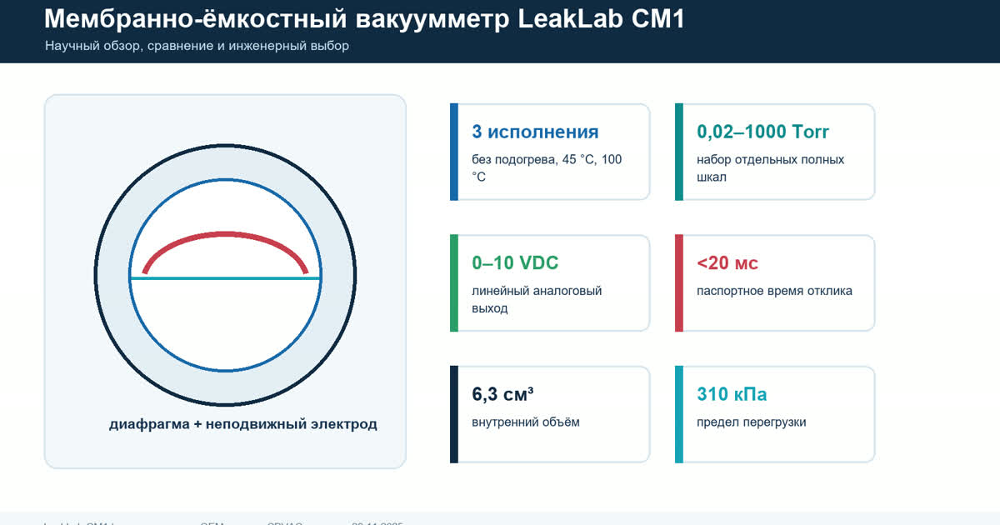 Мембранно-ёмкостный вакуумметр LeakLab CM1
Научный обзор, сравнение и инженерный выбор
3 исполнения
без подогрева, 45 °C, 100
°C
0,02–1000 Torr
набор отдельных полных
шкал
0–10 VDC
линейный аналоговый
выход
<20 мс
паспортное время отклика
6,3 см³
внутренний объём
310 кПа
предел перегрузки
диафрагма + неподвижный электрод